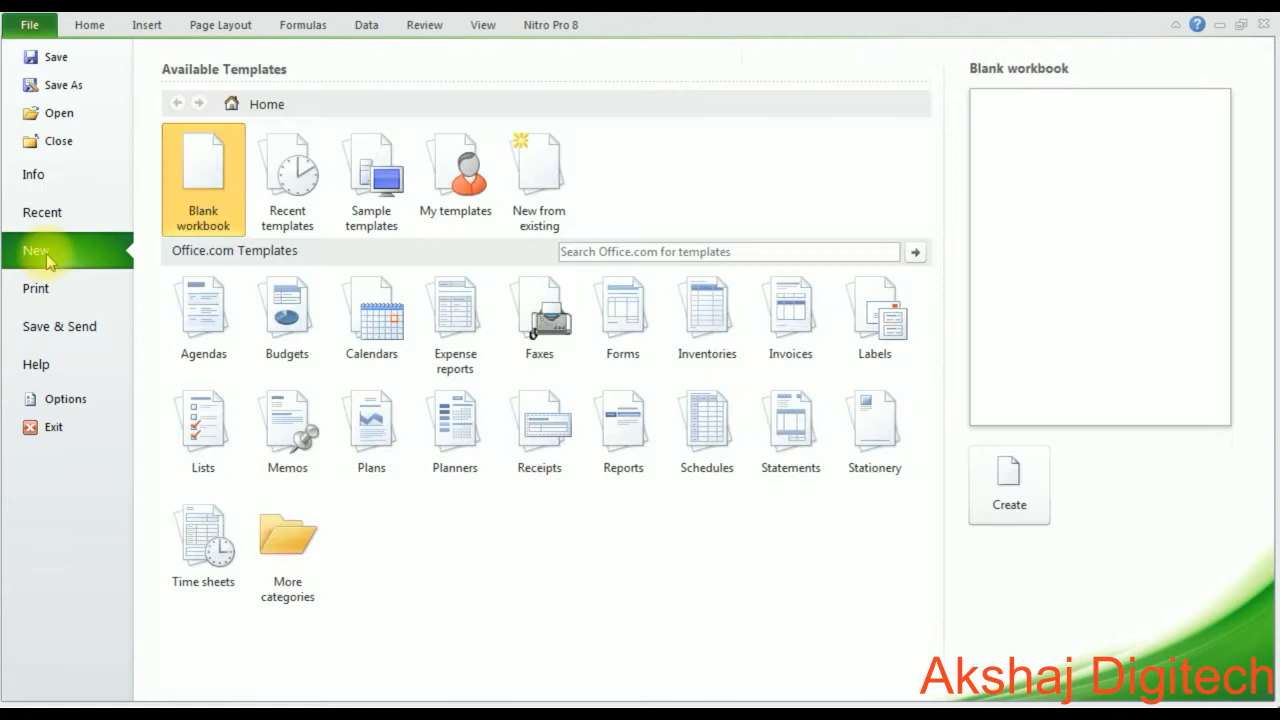 File Home Insert Page Layout Formulas Data Review View Nitro Pro 8
Save
Save As
Open
Close
Info
Recent
New
Print
Save & Send
Help
Options
Exit
Available Templates
Home
Blank workbook
Recent templates
Sample templates
My templates
New from existing
Office.com Templates
Search Office.com for templates
Agendas
Budgets
Calendars
Expense reports
Faxes
Forms
Inventories
Invoices
Labels
Lists
Memos
Plans
Planners
Receipts
Reports
Schedules
Statements
Stationery
Time sheets
More categories
Blank workbook
Create
Akshaj Digitech